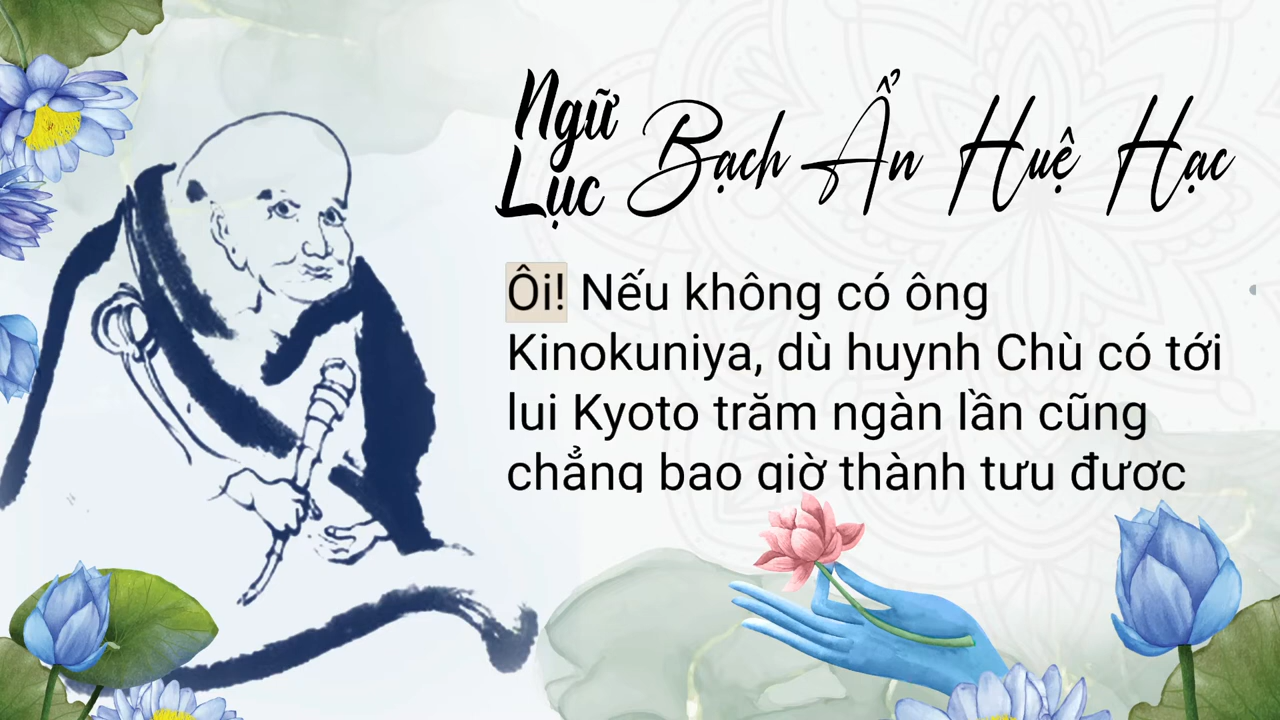 Ngữ Lục Bạch Ẩn Huệ Hạc
Ôi! Nếu không có ông
Kinokuniya, dù huynh Chù có tới
lui Kyoto trăm ngàn lần cũng
chẳng bao giờ thành tựu được